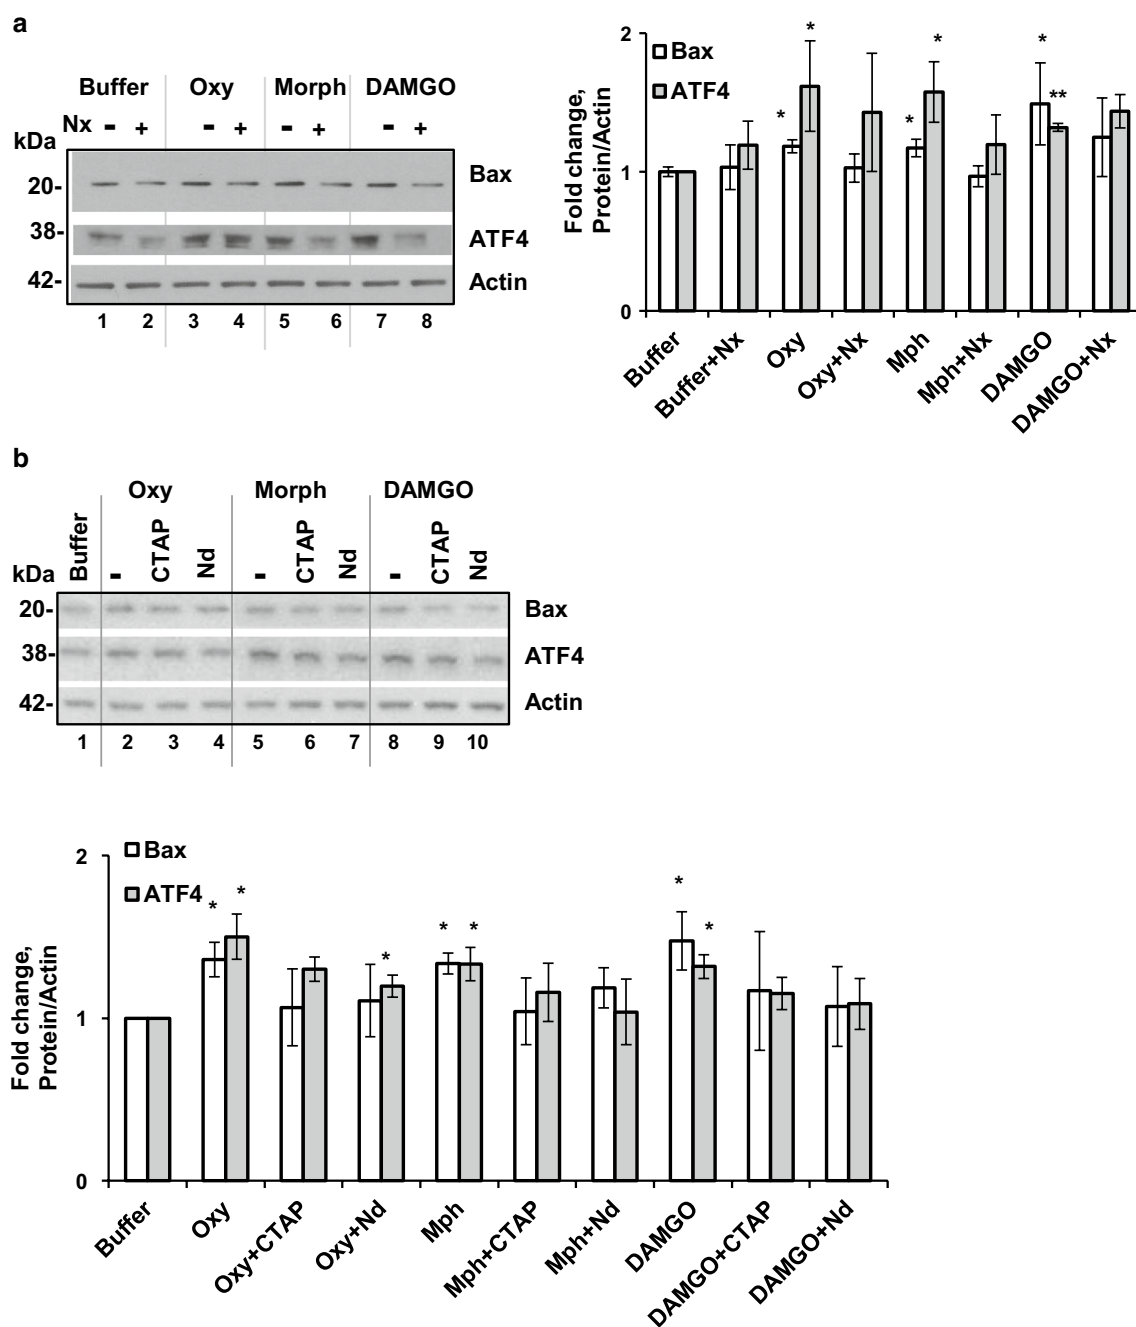 a
Buffer Oxy Morph DAMGO
Nx - + - + - + - +
kDa
20- Bax
38- ATF4
42- Actin
1 2 3 4 5 6 7 8
2
1
0
Fold change,
Protein/Actin
Bax
ATF4
* * * * * **
Buffer
Buffer+Nx
Oxy
Oxy+Nx
Mph
Mph+Nx
DAMGO
DAMGO+Nx
b
Oxy Morph DAMGO
Buffer - CTAP Nd - CTAP Nd - CTAP Nd
kDa
20- Bax
38- ATF4
42- Actin
1 2 3 4 5 6 7 8 9 10
2
1
0
Fold change,
Protein/Actin
Bax
ATF4
* * * * * * *
Buffer
Oxy
Oxy+CTAP
Oxy+Nd
Mph
Mph+CTAP
Mph+Nd
DAMGO
DAMGO+CTAP
DAMGO+Nd